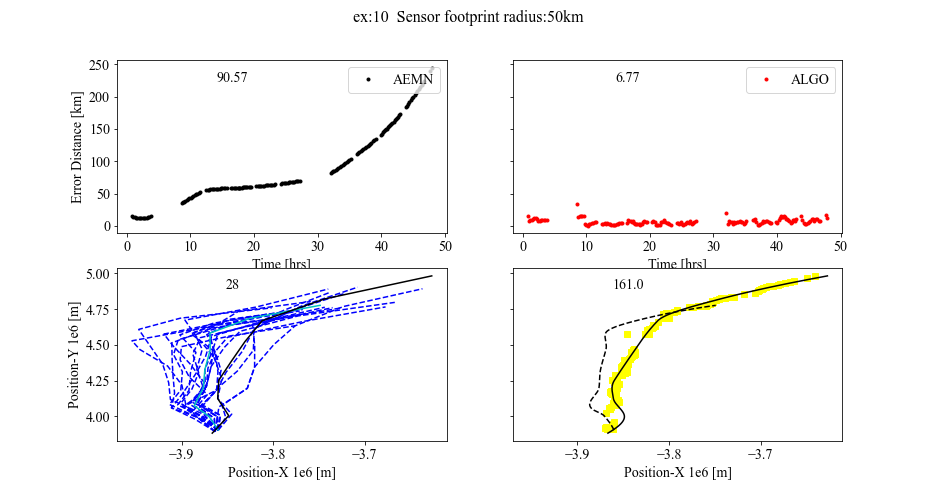 ex:10 Sensor footprint radius:50km
90.57
AEMN
6.77
ALGO
Error Distance [km]
250
200
150
100
50
0
0 10 20 30 40 50
0 10 20 30 40 50
Time [hrs]
Time [hrs]
28
161.0
Position-Y 1e6 [m]
5.00
4.75
4.50
4.25
4.00
−3.9 −3.8 −3.7
−3.9 −3.8 −3.7
Position-X 1e6 [m]
Position-X 1e6 [m]